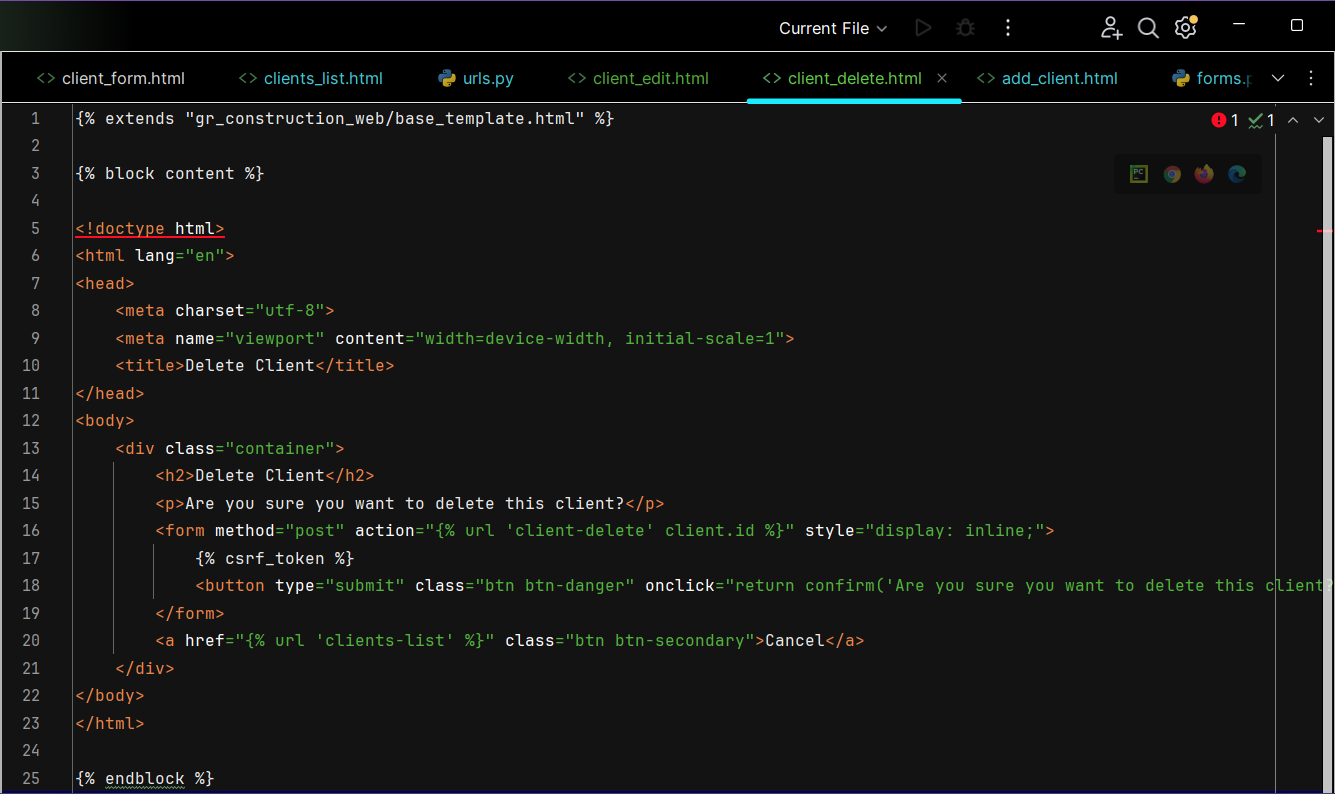 Current File
client_form.html clients_list.html urls.py client_edit.html client_delete.html add_client.html forms.p
1 {% extends "gr_construction_web/base_template.html" %} 1 1
2
3 {% block content %}
PC
4
5 <!doctype html>
6 <html lang="en">
7 <head>
8 <meta charset="utf-8">
9 <meta name="viewport" content="width=device-width, initial-scale=1">
10 <title>Delete Client</title>
11 </head>
12 <body>
13 <div class="container">
14 <h2>Delete Client</h2>
15 <p>Are you sure you want to delete this client?</p>
16 <form method="post" action="{% url 'client-delete' client.id %}" style="display: inline;">
17 {% csrf_token %}
18 <button type="submit" class="btn btn-danger" onclick="return confirm('Are you sure you want to delete this client?
19 </form>
20 <a href="{% url 'clients-list' %}" class="btn btn-secondary">Cancel</a>
21 </div>
22 </body>
23 </html>
24
25 {% endblock %}